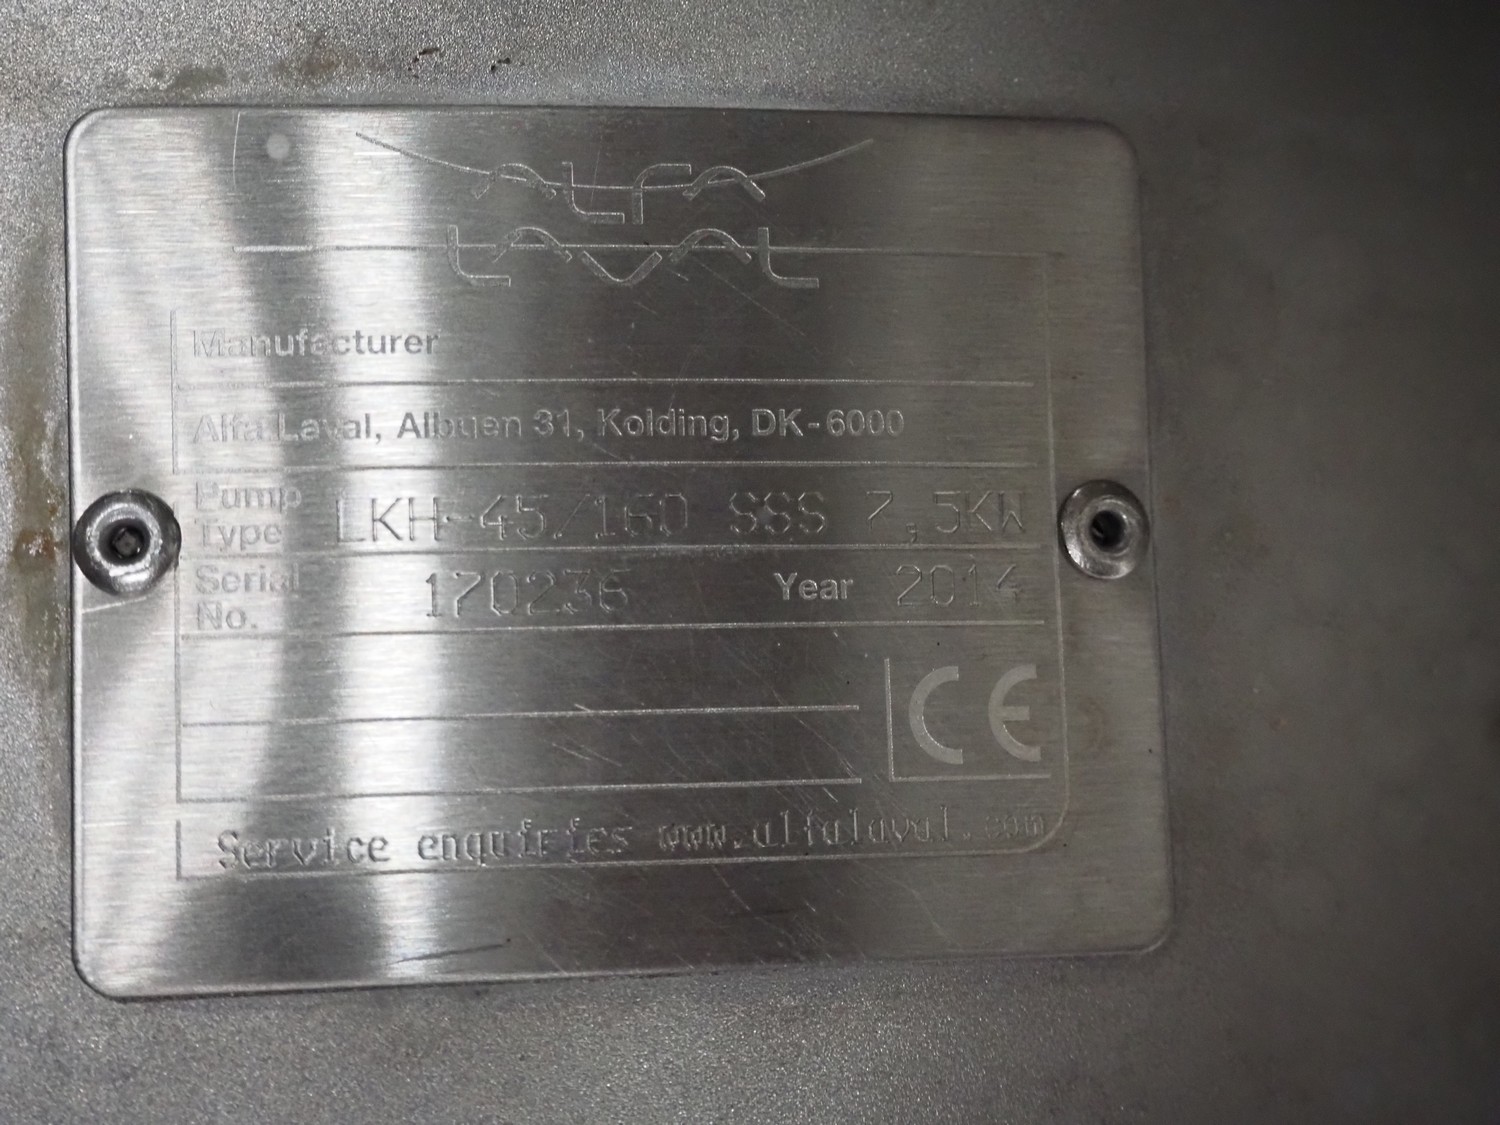 ALFA
LAVAL
Manufacturer
Alfa Laval, Albuen 31, Kolding, DK-6000
Pump Type LKH-45/160 SSS 7,5KW
Serial No. 170236 Year 2014
CE
Service enquiries www.alfalaval.com